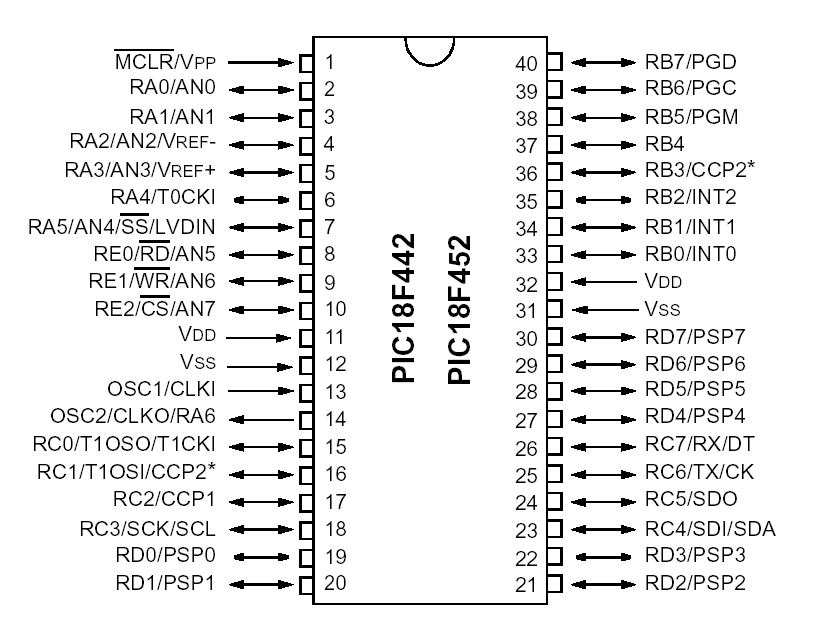 MCLR/VPP 1 40 RB7/PGD
RA0/AN0 2 39 RB6/PGC
RA1/AN1 3 38 RB5/PGM
RA2/AN2/VREF- 4 37 RB4
RA3/AN3/VREF+ 5 36 RB3/CCP2*
RA4/T0CKI 6 35 RB2/INT2
RA5/AN4/SS/LVDIN 7 34 RB1/INT1
RE0/RD/AN5 8 33 RB0/INT0
RE1/WR/AN6 9 32 VDD
RE2/CS/AN7 10 31 VSS
VDD 11 30 RD7/PSP7
VSS 12 29 RD6/PSP6
OSC1/CLKI 13 28 RD5/PSP5
OSC2/CLKO/RA6 14 27 RD4/PSP4
RC0/T1OSO/T1CKI 15 26 RC7/RX/DT
RC1/T1OSI/CCP2* 16 25 RC6/TX/CK
RC2/CCP1 17 24 RC5/SDO
RC3/SCK/SCL 18 23 RC4/SDI/SDA
RD0/PSP0 19 22 RD3/PSP3
RD1/PSP1 20 21 RD2/PSP2
PIC18F442
PIC18F452